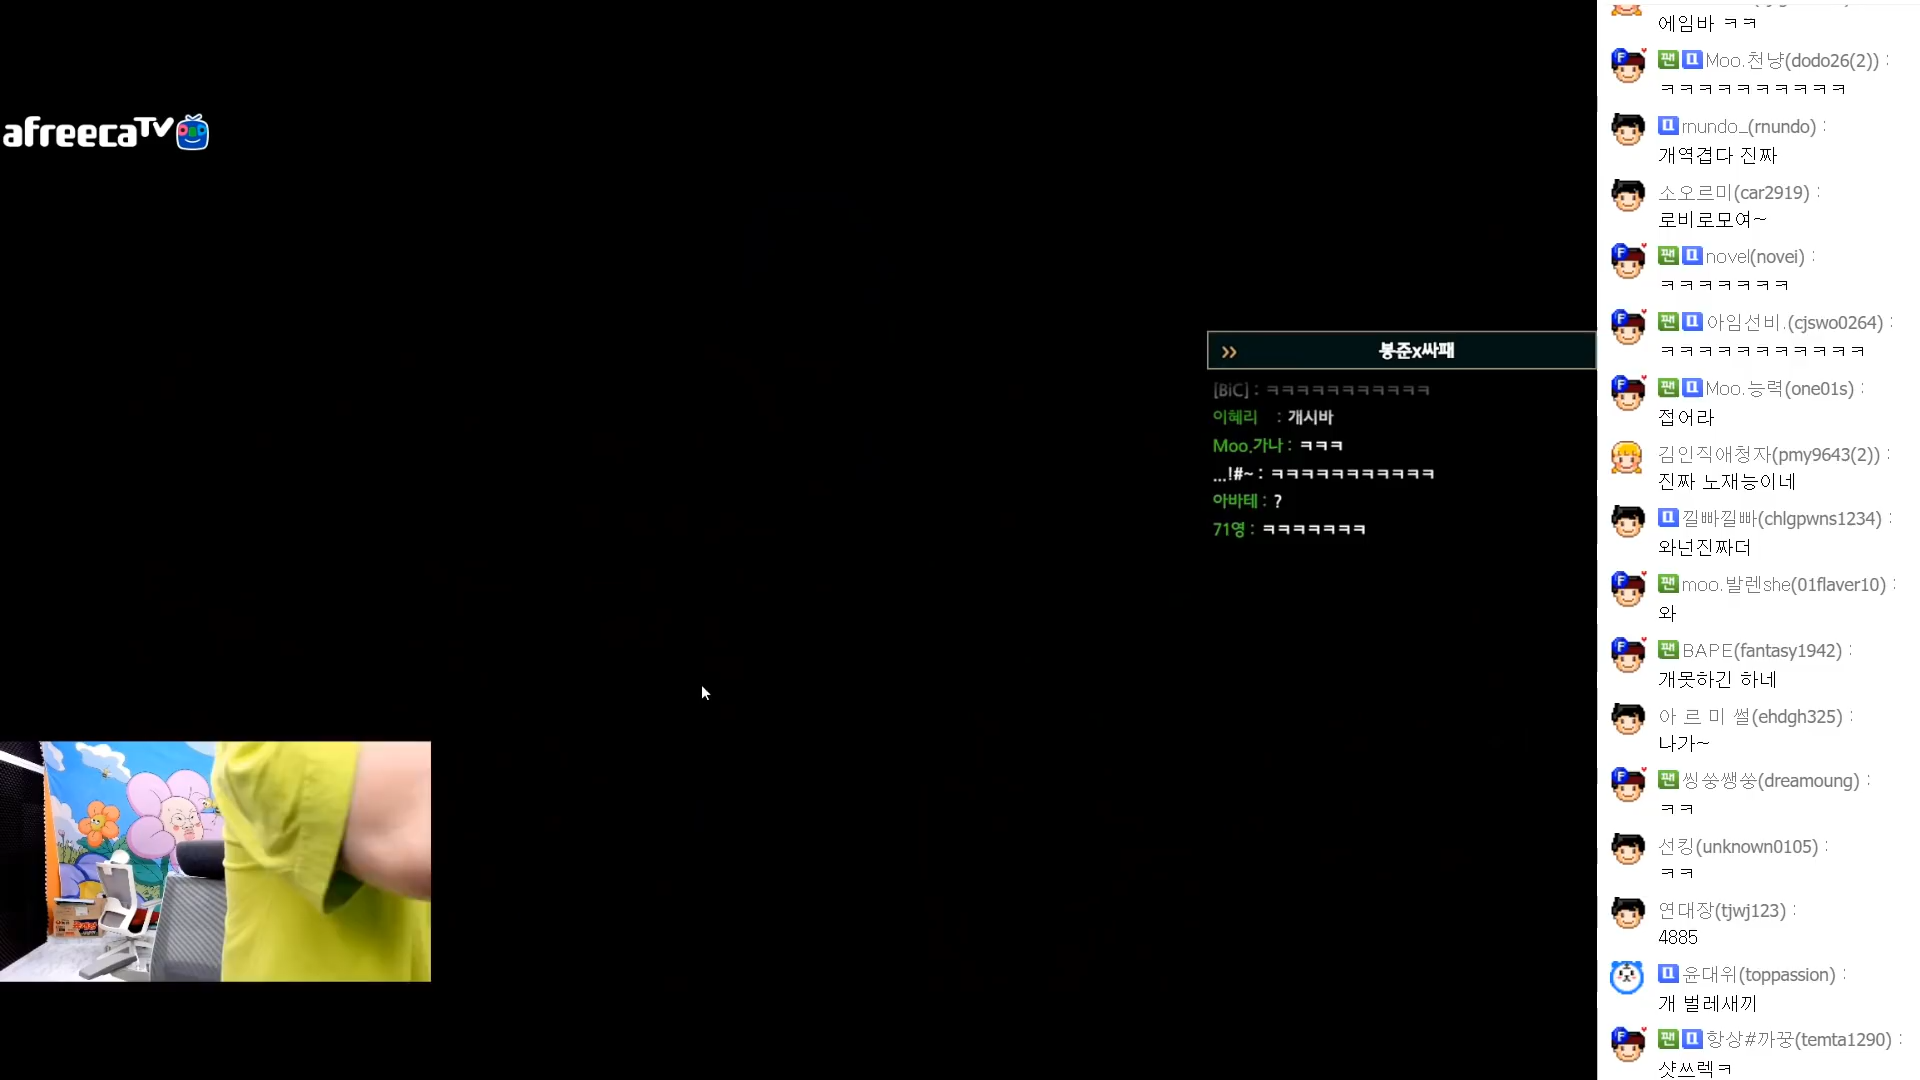 afreecaTV
붕준x싸패
[BiC] : ㅋㅋㅋㅋㅋㅋㅋㅋㅋㅋㅋ
이혜리 : 개시바
Moo.가나 : ㅋㅋㅋ
...!#~ : ㅋㅋㅋㅋㅋㅋㅋㅋㅋㅋㅋ
아바테 : ?
71영 : ㅋㅋㅋㅋㅋㅋㅋ
에임바 ㅋㅋ
팬 Moo.천냥(dodo26(2)) :
ㅋㅋㅋㅋㅋㅋㅋㅋㅋㅋ
rnundo_(rnundo) :
개역겹다 진짜
소오르미(car2919) :
로비로모여~
팬 novel(novei) :
ㅋㅋㅋㅋㅋㅋㅋ
팬 아임선비.(cjswo0264) :
ㅋㅋㅋㅋㅋㅋㅋㅋㅋㅋㅋ
팬 Moo.능력(one01s) :
접어라
김인직애청자(pmy9643(2)) :
진짜 노재능이네
낄빠낄빠(chlgpwns1234) :
와넌진짜더
팬 moo.발렌she(01flaver10) :
와
팬 BAPE(fantasy1942) :
개못하긴 하네
아 르 미 썰(ehdgh325) :
나가~
팬 씽쑹쌩쑹(dreamoung) :
ㅋㅋ
선킹(unknown0105) :
ㅋㅋ
연대장(tjwj123) :
4885
윤대위(toppassion) :
개 벌레새끼
팬 항상#까꿍(temta1290) :
샷쓰렉ㅋ